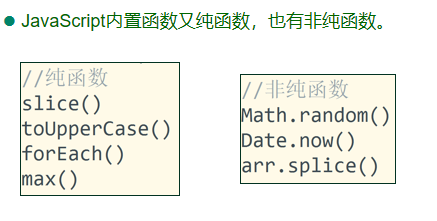 JavaScript内置函数又纯函数，也有非纯函数。
//纯函数
slice()
toUpperCase()
forEach()
max()
//非纯函数
Math.random()
Date.now()
arr.splice()